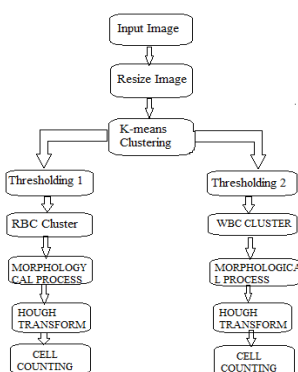 Input Image
Resize Image
K-means
Clustering
Thresholding 1
RBC Cluster
MORPHOLOGY
CAL PROCESS
HOUGH
TRANSFORM
CELL
COUNTING
Thresholding 2
WBC CLUSTER
MORPHOLOGICA
L PROCESS
HOUGH
TRANSFORM
CELL
COUNTING